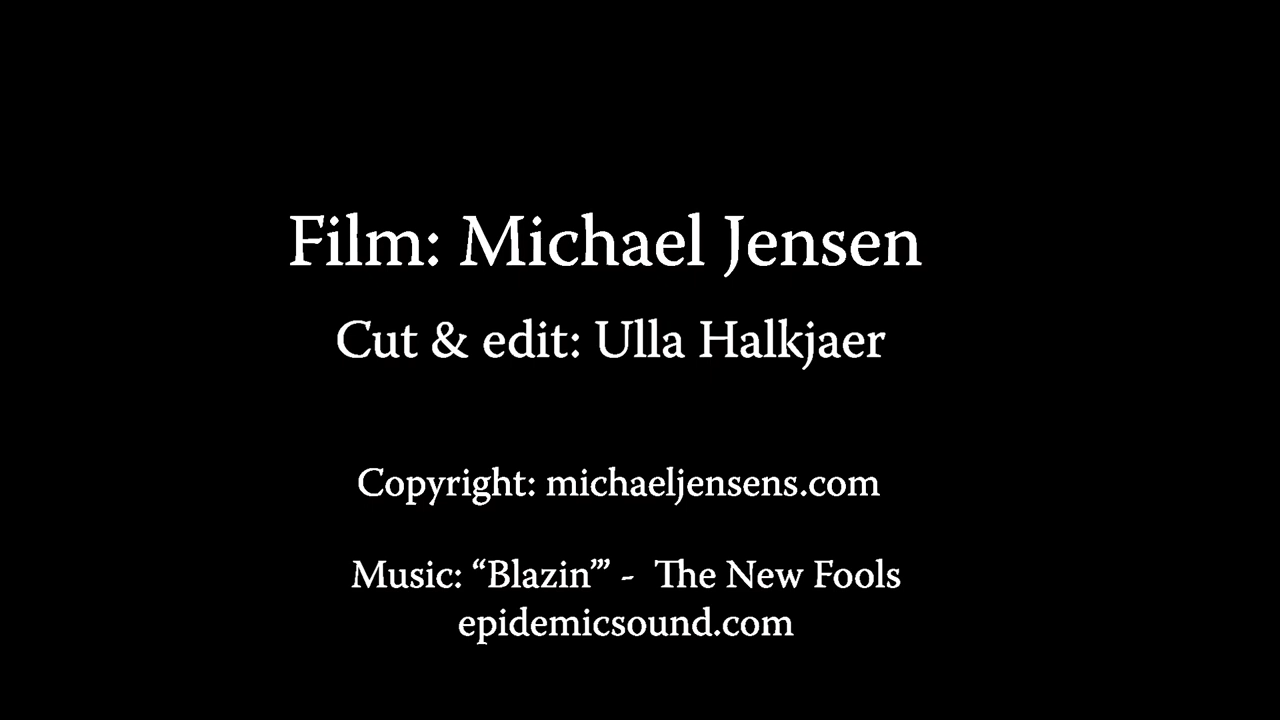 Film: Michael Jensen
Cut & edit: Ulla Halkjaer
Copyright: michaeljensens.com
Music: “Blazin’” -  The New Fools
epidemicsound.com